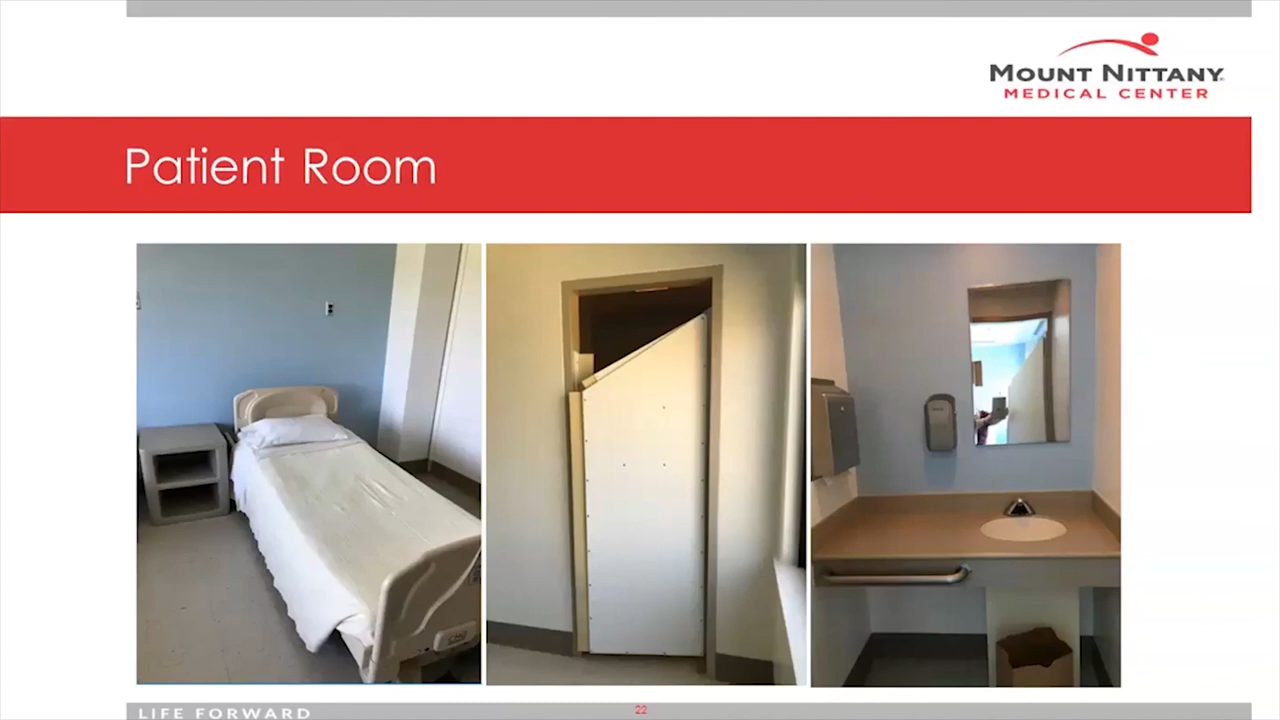 MOUNT NITTANY
MEDICAL CENTER
Patient Room
LIFE FORWARD
22